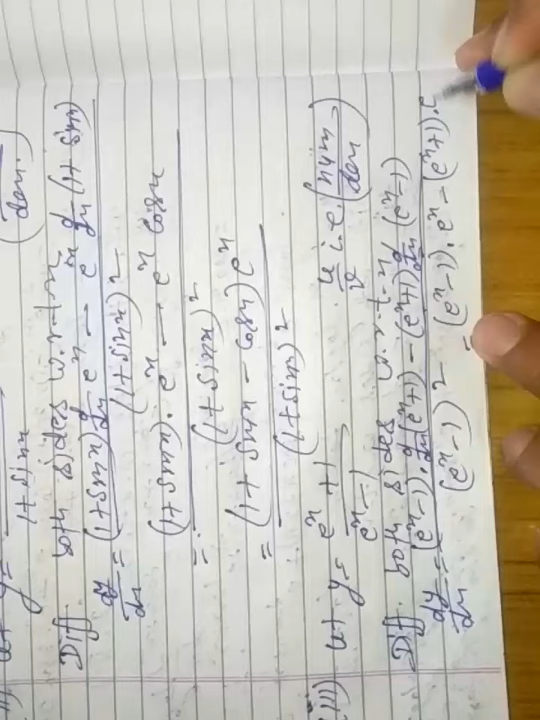 y = 1+sinx (den.)
Diff. both sides w.r.t x
dy/dx = (1+sinx) d/dx e^x − e^x d/dx (1+sinx)
(1+sinx)^2
= (1+sinx). e^x − e^x cosx
(1+sinx)^2
= (1+sinx − cosx) e^x
(1+sinx)^2
(iii) let y = e^x+1 / e^x−1 u/v i.e (num/den)
Diff. both sides w.r.t. x,
dy/dx = (e^x−1). d/dx (e^x+1) − (e^x+1) d/dx (e^x−1)
(e^x−1)^2 = (e^x−1). e^x − (e^x+1). e